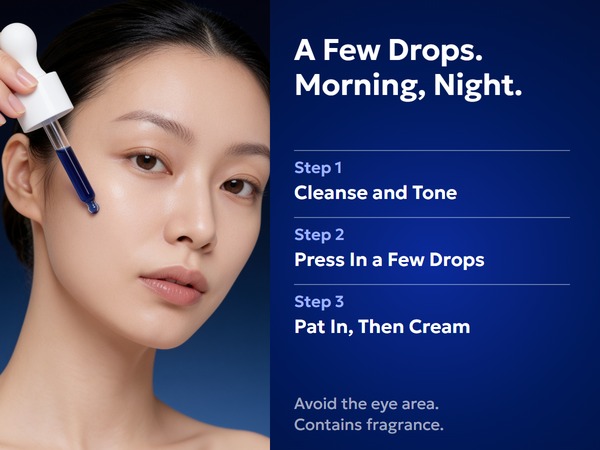 A Few Drops.
Morning, Night.
Step 1
Cleanse and Tone
Step 2
Press In a Few Drops
Step 3
Pat In, Then Cream
Avoid the eye area.
Contains fragrance.